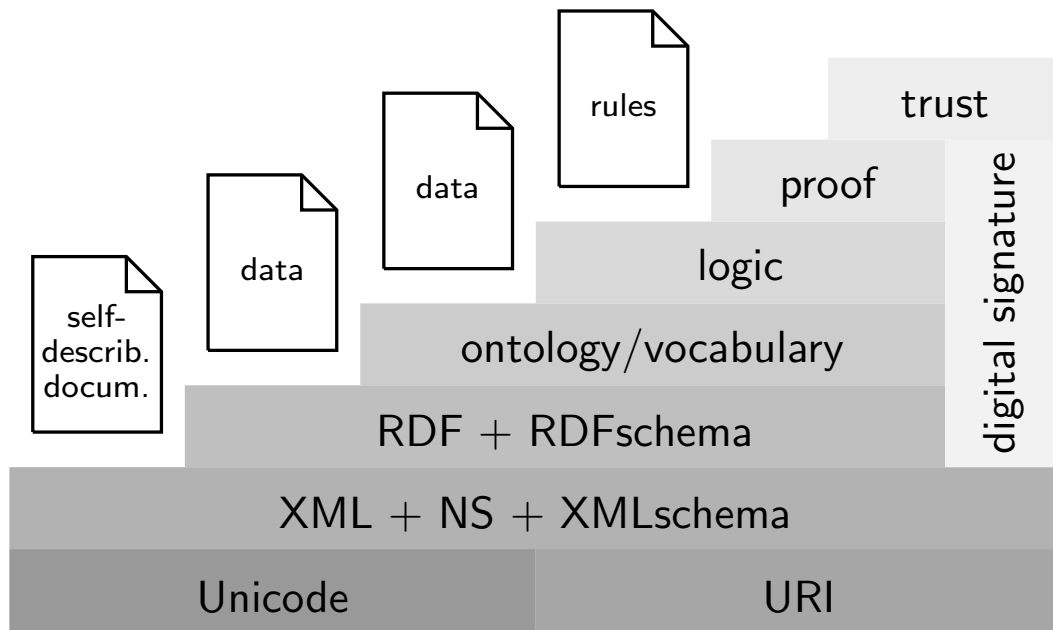 rules
trust
data
proof
data
logic
self-
describ.
docum.
ontology/vocabulary
digital signature
RDF + RDFschema
XML + NS + XMLschema
Unicode
URI